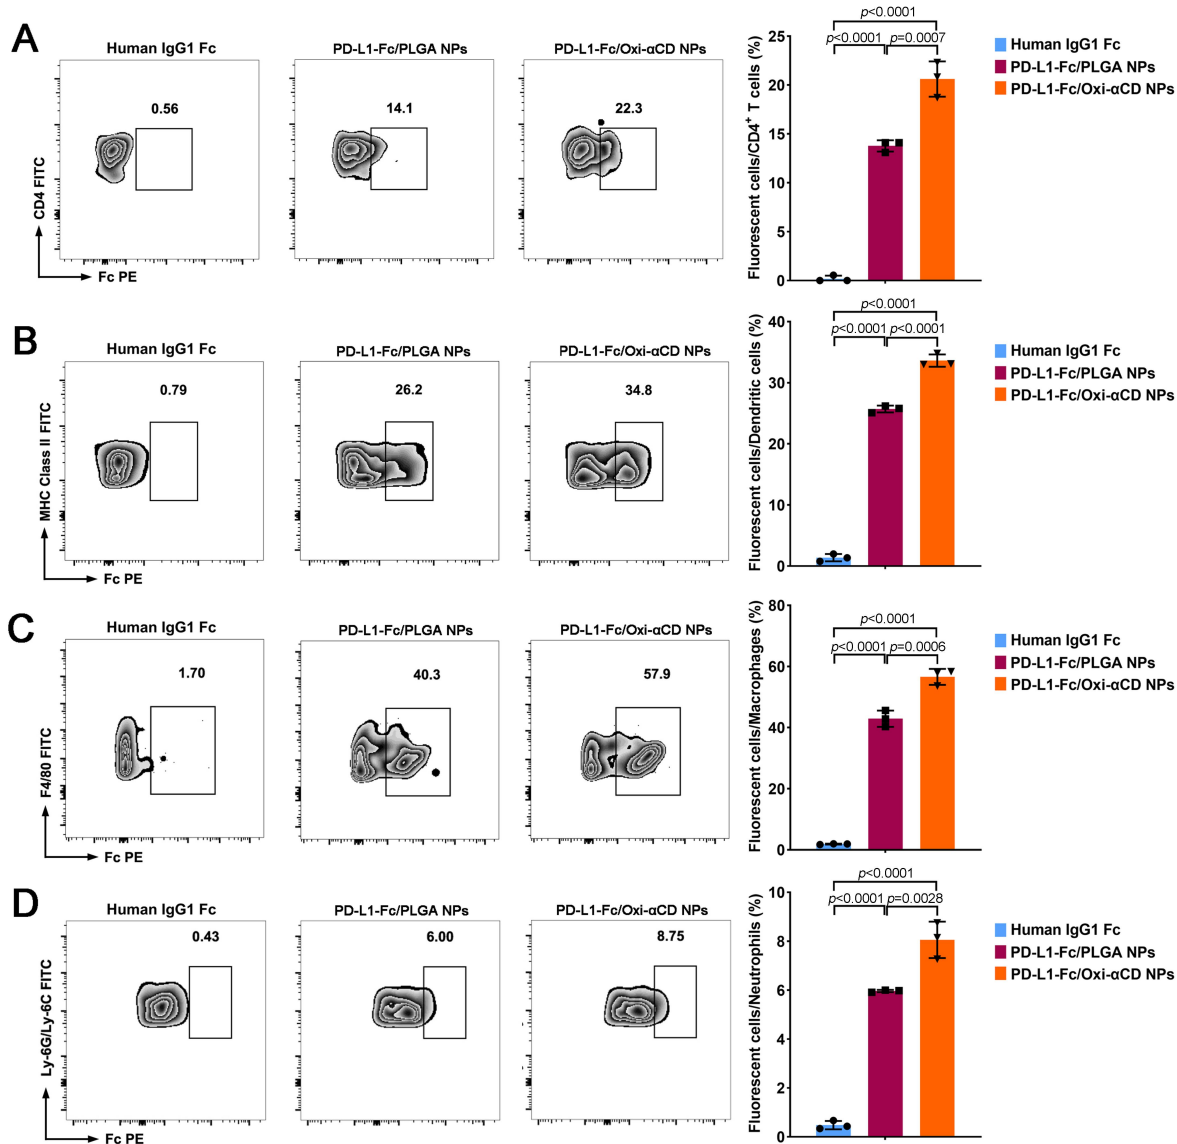 A
Human IgG1 Fc
PD-L1-Fc/PLGA NPs
PD-L1-Fc/Oxi-αCD NPs
0.56
14.1
22.3
CD4 FITC
Fc PE
Fluorescent cells/CD4+ T cells (%)
25
20
15
10
5
0
p<0.0001
p<0.0001
p=0.0007
Human IgG1 Fc
PD-L1-Fc/PLGA NPs
PD-L1-Fc/Oxi-αCD NPs
B
Human IgG1 Fc
PD-L1-Fc/PLGA NPs
PD-L1-Fc/Oxi-αCD NPs
0.79
26.2
34.8
MHC Class II FITC
Fc PE
Fluorescent cells/Dendritic cells (%)
40
30
20
10
0
p<0.0001
p<0.0001
p<0.0001
Human IgG1 Fc
PD-L1-Fc/PLGA NPs
PD-L1-Fc/Oxi-αCD NPs
C
Human IgG1 Fc
PD-L1-Fc/PLGA NPs
PD-L1-Fc/Oxi-αCD NPs
1.70
40.3
57.9
F4/80 FITC
Fc PE
Fluorescent cells/Macrophages (%)
80
60
40
20
0
p<0.0001
p<0.0001
p=0.0006
Human IgG1 Fc
PD-L1-Fc/PLGA NPs
PD-L1-Fc/Oxi-αCD NPs
D
Human IgG1 Fc
PD-L1-Fc/PLGA NPs
PD-L1-Fc/Oxi-αCD NPs
0.43
6.00
8.75
Ly-6G/Ly-6C FITC
Fc PE
Fluorescent cells/Neutrophils (%)
10
8
6
4
2
0
p<0.0001
p<0.0001
p=0.0028
Human IgG1 Fc
PD-L1-Fc/PLGA NPs
PD-L1-Fc/Oxi-αCD NPs